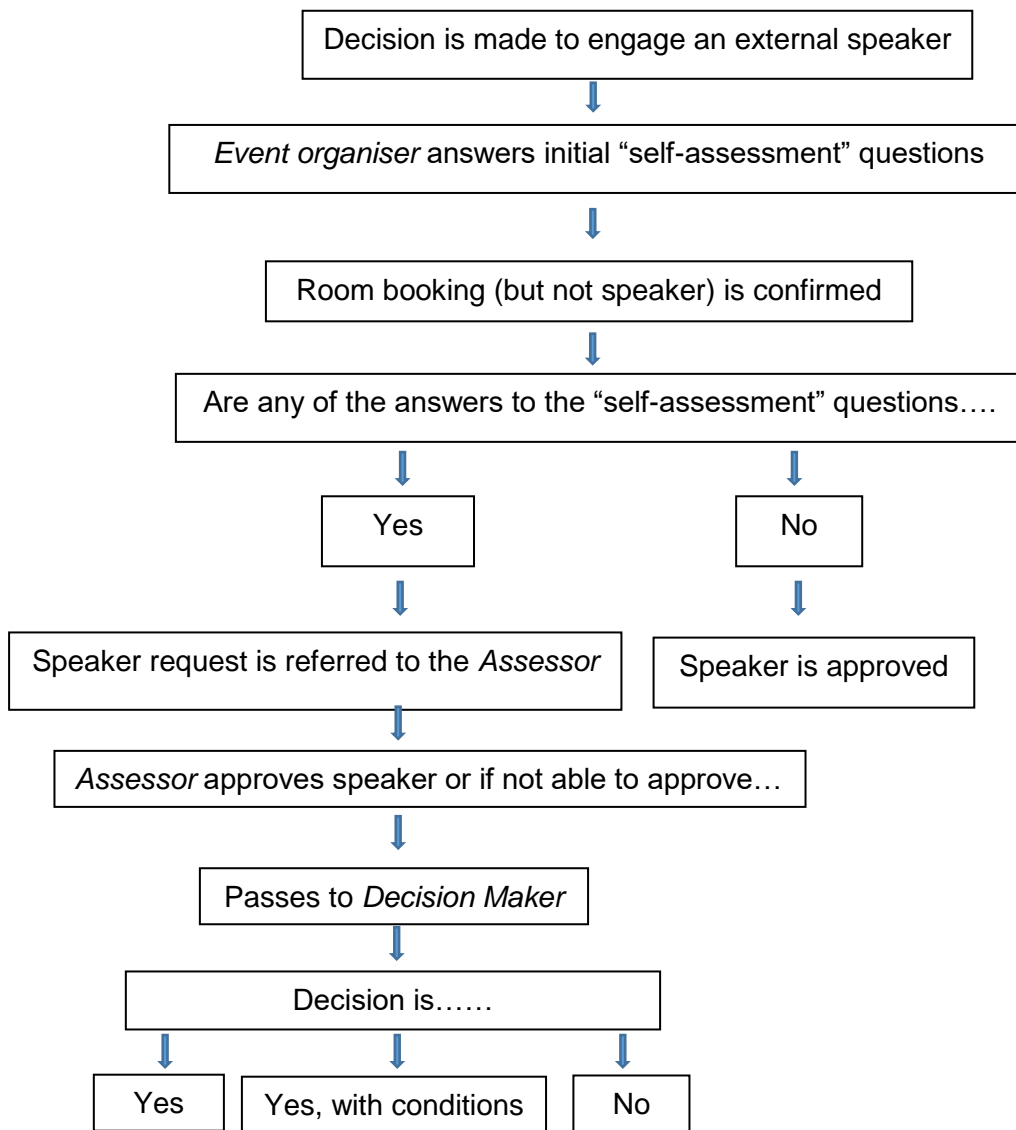 Decision is made to engage an external speaker
Event organiser answers initial “self-assessment” questions
Room booking (but not speaker) is confirmed
Are any of the answers to the “self-assessment” questions….
Yes
No
Speaker request is referred to the Assessor
Speaker is approved
Assessor approves speaker or if not able to approve…
Passes to Decision Maker
Decision is……
Yes
Yes, with conditions
No